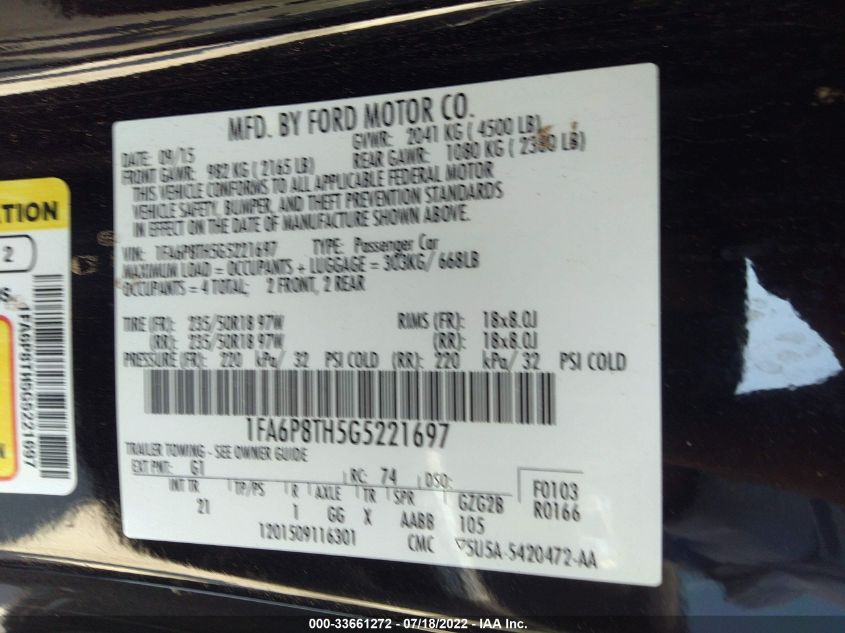 MFD. BY FORD MOTOR CO.
DATE: 09/15 GVWR: 2041 KG ( 4500 LB)
FRONT GAWR: 982 KG ( 2165 LB) REAR GAWR: 1080 KG ( 2380 LB)
THIS VEHICLE CONFORMS TO ALL APPLICABLE FEDERAL MOTOR
VEHICLE SAFETY, BUMPER, AND THEFT PREVENTION STANDARDS
IN EFFECT ON THE DATE OF MANUFACTURE SHOWN ABOVE.
VIN: 1FA6P8TH5G5221697 TYPE: Passenger Car
MAXIMUM LOAD = OCCUPANTS + LUGGAGE = 303KG/ 668LB
OCCUPANTS = 4 TOTAL; 2 FRONT, 2 REAR
TIRE (FR): 235/50R18 97W RIMS (FR): 18x8.0J
(RR): 235/50R18 97W (RR): 18x8.0J
PRESSURE (FR): 220 kPa/ 32 PSI COLD (RR): 220 kPa/ 32 PSI COLD
1FA6P8TH5G5221697
TRAILER TOWING - SEE OWNER GUIDE
EXT PNT: G1 RC: 74 DSO: F0103
INT TR TP/PS R AXLE TR SPR GZG2B R0166
21 1 GG X AABB 105
1201509116301 CMC 5U5A-5420472-AA
ATION
2
US.
1FA6P8TH5G5221697
000-33661272 - 07/18/2022 - IAA Inc.